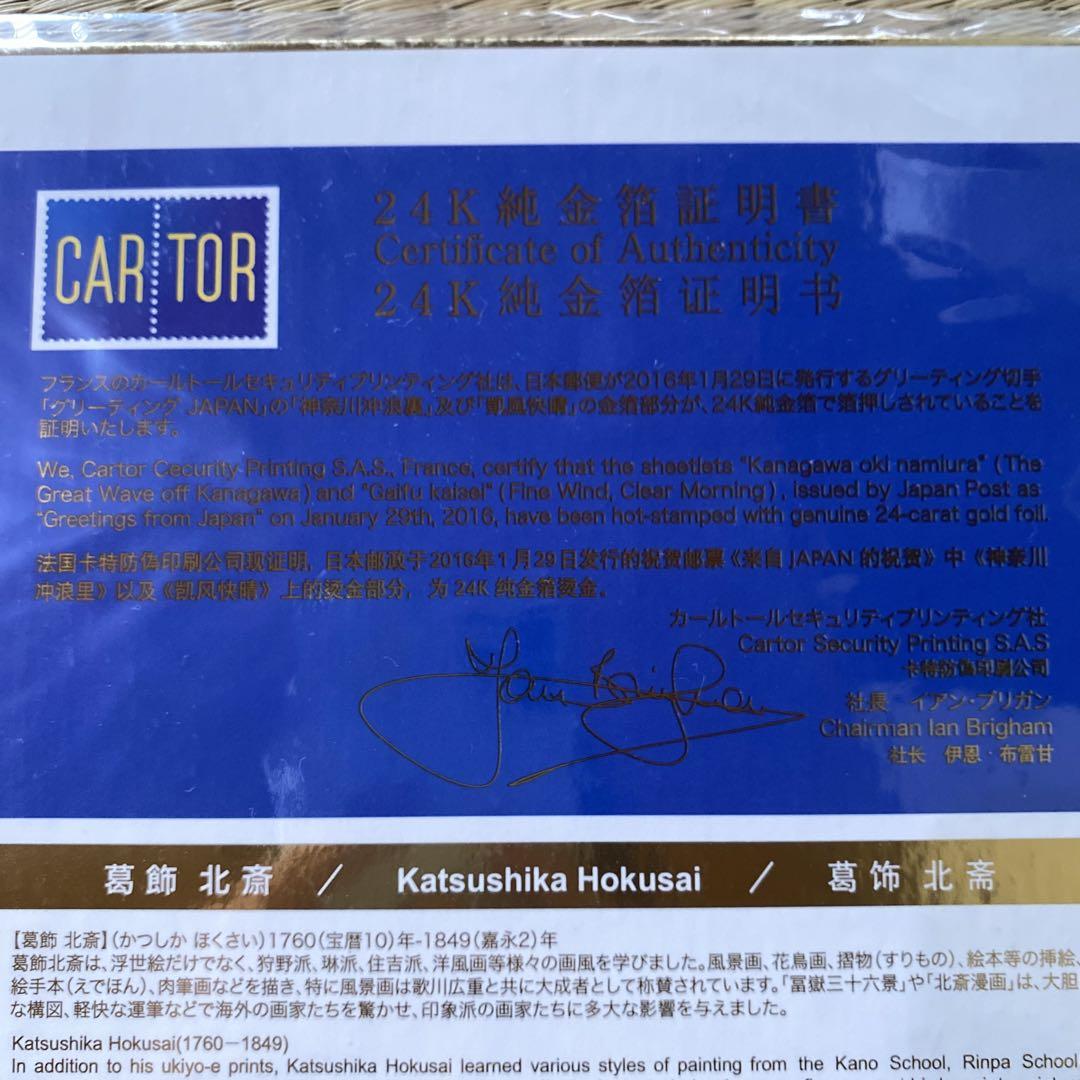 CARTOR
24K純金箔証明書
Certificate of Authenticity
24K純金箔证明书
フランスのカールトールセキュリティプリンティング社は、日本郵便が2016年1月29日に発行するグリーティング切手
「グリーティング JAPAN」の「神奈川沖浪裏」及び「凱風快晴」の金箔部分が、24K純金箔で箔押しされていることを
証明いたします。
We, Cartor Cecurity Printing S.A.S., France, certify that the sheetlets "Kanagawa oki namiura" (The
Great Wave off Kanagawa) and "Gaifu kaisei" (Fine Wind, Clear Morning), issued by Japan Post as
"Greetings from Japan" on January 29th, 2016, have been hot-stamped with genuine 24-carat gold foil.
法国卡特防偽印刷公司现证明, 日本邮政于2016年1月29日发行的祝贺邮票《来自 JAPAN 的祝贺》中《神奈川
冲浪里》以及《凯风快晴》上的烫金部分, 为 24K 纯金箔烫金。
カールトールセキュリティプリンティング社
Cartor Security Printing S.A.S
卡特防偽印刷公司
社長 イアン・ブリガン
Chairman Ian Brigham
社长 伊恩·布雷甘
葛飾 北斎 / Katsushika Hokusai / 葛饰 北斋
【葛飾 北斎】(かつしか ほくさい)1760(宝暦10)年-1849(嘉永2)年
葛飾北斎は、浮世絵だけでなく、狩野派、琳派、住吉派、洋風画等様々の画風を学びました。風景画、花鳥画、摺物(すりもの)、絵本等の挿絵、
絵手本(えでほん)、肉筆画などを描き、特に風景画は歌川広重と共に大成者として称賛されています。「冨嶽三十六景」や「北斎漫画」は、大胆
な構図、軽快な運筆などで海外の画家たちを驚かせ、印象派の画家たちに多大な影響を与えました。
Katsushika Hokusai(1760－1849)
In addition to his ukiyo-e prints, Katsushika Hokusai learned various styles of painting from the Kano School, Rinpa School,